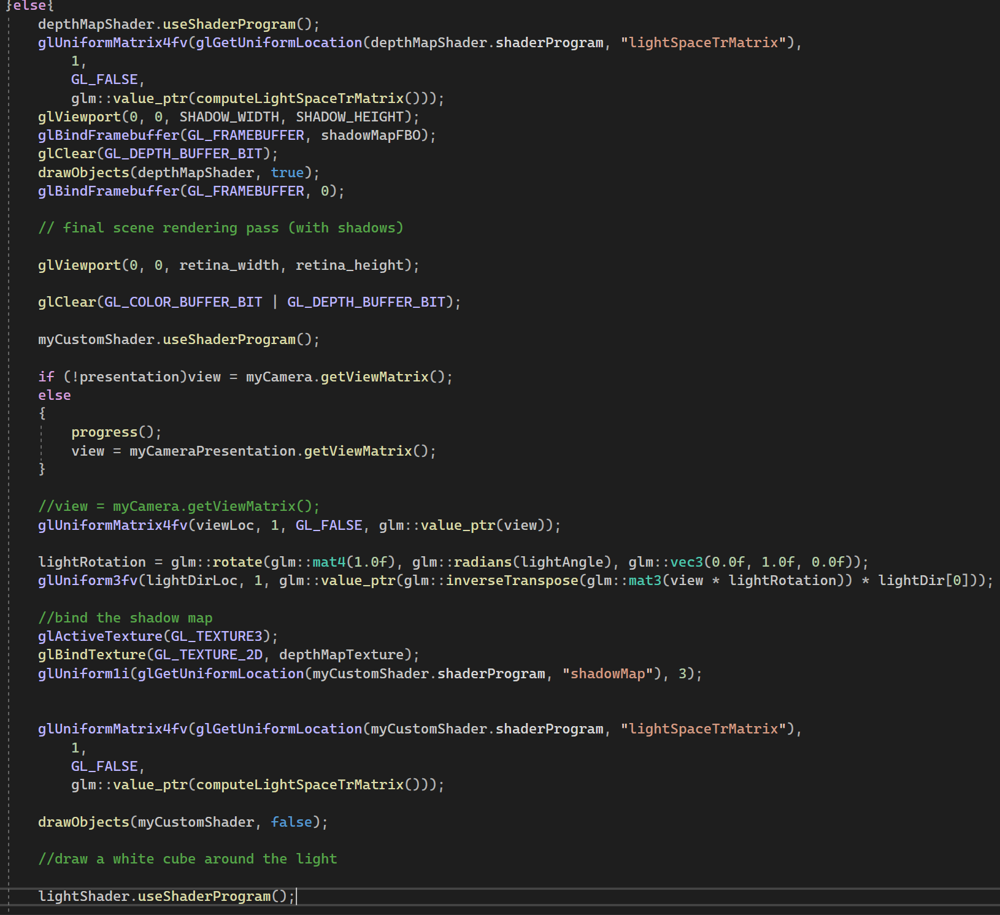 }else{
    depthMapShader.useShaderProgram();
    glUniformMatrix4fv(glGetUniformLocation(depthMapShader.shaderProgram, "lightSpaceTrMatrix"),
        1,
        GL_FALSE,
        glm::value_ptr(computeLightSpaceTrMatrix()));
    glViewport(0, 0, SHADOW_WIDTH, SHADOW_HEIGHT);
    glBindFramebuffer(GL_FRAMEBUFFER, shadowMapFBO);
    glClear(GL_DEPTH_BUFFER_BIT);
    drawObjects(depthMapShader, true);
    glBindFramebuffer(GL_FRAMEBUFFER, 0);

    // final scene rendering pass (with shadows)

    glViewport(0, 0, retina_width, retina_height);

    glClear(GL_COLOR_BUFFER_BIT | GL_DEPTH_BUFFER_BIT);

    myCustomShader.useShaderProgram();

    if (!presentation)view = myCamera.getViewMatrix();
    else
    {
        progress();
        view = myCameraPresentation.getViewMatrix();
    }

    //view = myCamera.getViewMatrix();
    glUniformMatrix4fv(viewLoc, 1, GL_FALSE, glm::value_ptr(view));

    lightRotation = glm::rotate(glm::mat4(1.0f), glm::radians(lightAngle), glm::vec3(0.0f, 1.0f, 0.0f));
    glUniform3fv(lightDirLoc, 1, glm::value_ptr(glm::inverseTranspose(glm::mat3(view * lightRotation)) * lightDir[0]));

    //bind the shadow map
    glActiveTexture(GL_TEXTURE3);
    glBindTexture(GL_TEXTURE_2D, depthMapTexture);
    glUniform1i(glGetUniformLocation(myCustomShader.shaderProgram, "shadowMap"), 3);


    glUniformMatrix4fv(glGetUniformLocation(myCustomShader.shaderProgram, "lightSpaceTrMatrix"),
        1,
        GL_FALSE,
        glm::value_ptr(computeLightSpaceTrMatrix()));

    drawObjects(myCustomShader, false);

    //draw a white cube around the light

    lightShader.useShaderProgram();